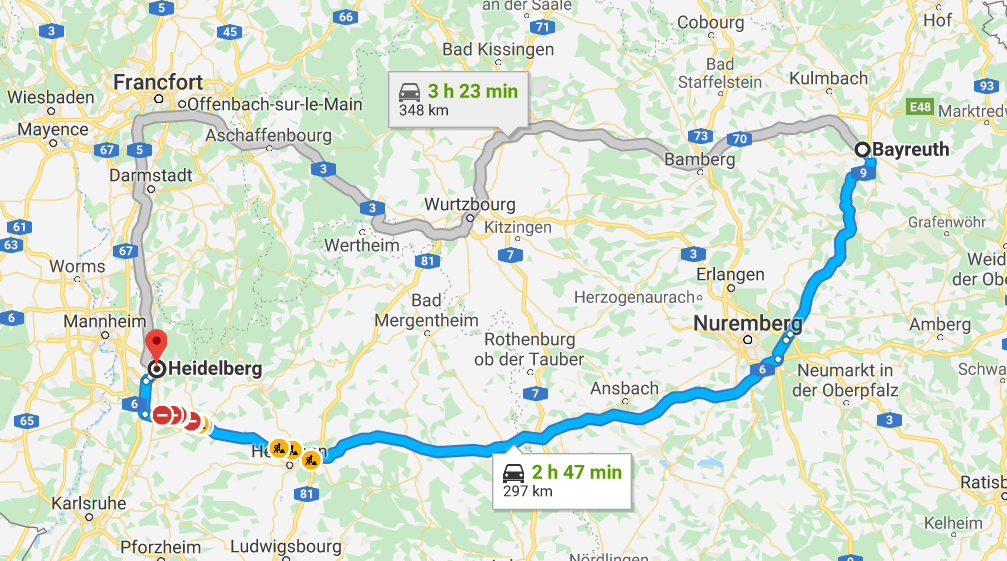 an der Saale
5
66
Cobourg
Hof
3
45
71
Bad Kissingen
Bad
Staffelstein
Kulmbach
Francfort
Wiesbaden
3 h 23 min
348 km
93
Offenbach-sur-le-Main
E48
Marktredw
Mayence
Aschaffenbourg
73
70
67
5
Bayreuth
Bamberg
3
Darmstadt
9
3
Wurtzbourg
61
Kitzingen
Grafenwöhr
63
Wertheim
67
81
7
3
Weid
der Obe
Worms
Erlangen
Bad
Mergentheim
Herzogenaurach
6
Mannheim
Nuremberg
Amberg
Rothenburg
ob der Tauber
Heidelberg
6
Neumarkt in
der Oberpfalz
Schwa
Ansbach
6
7
65
3
2 h 47 min
297 km
81
Ratisb
Karlsruhe
Kelheim
Pforzheim
Ludwigsbourg
Nördlingen
9